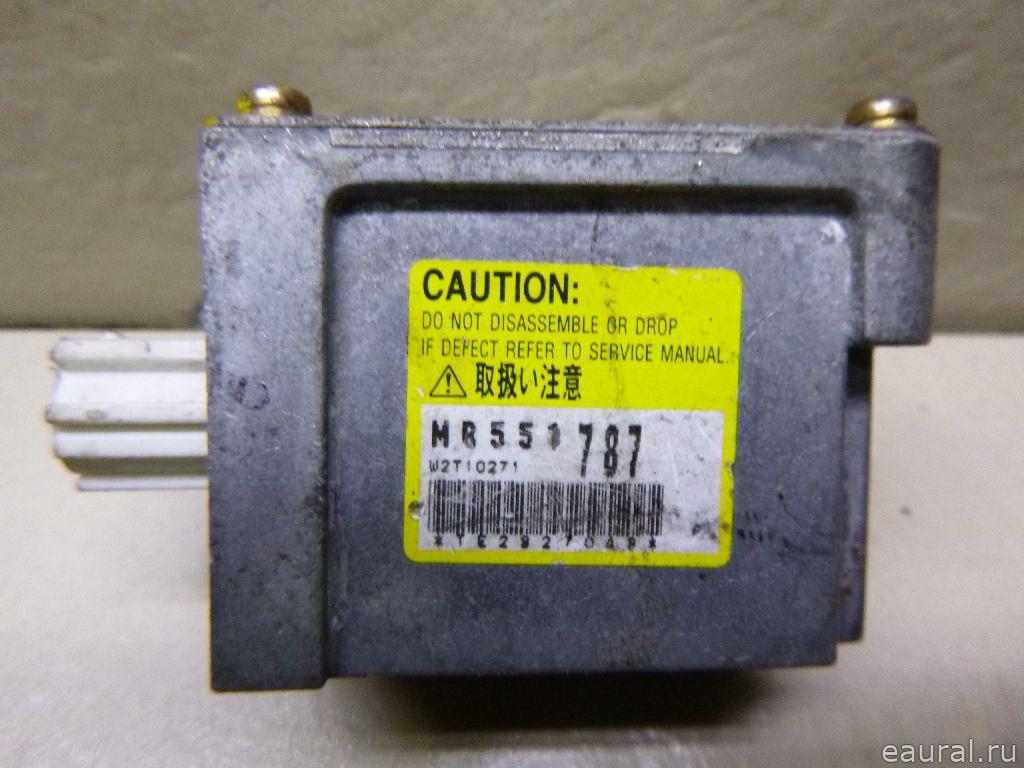 CAUTION:
DO NOT DISASSEMBLE OR DROP
IF DEFECT REFER TO SERVICE MANUAL.
取扱い注意
MR551787
W2T10271
*TE29270A9*
eaural.ru